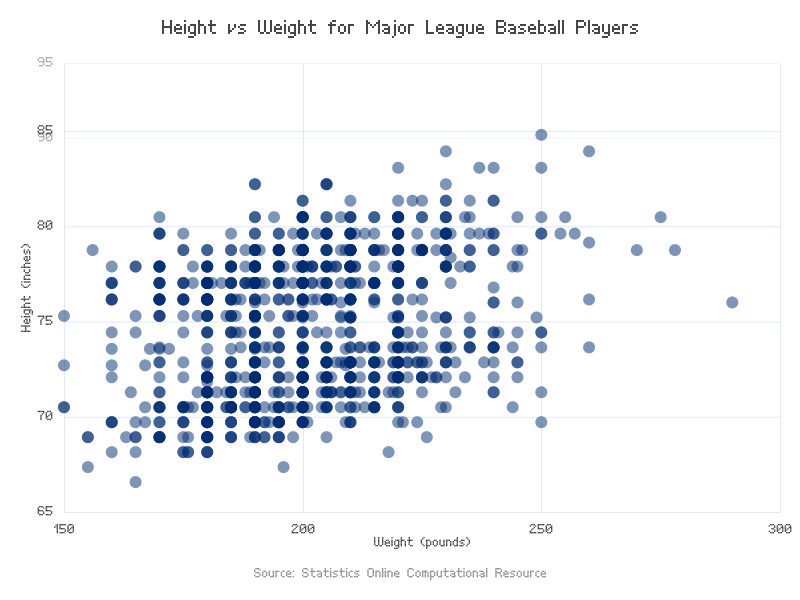 Height vs Weight for Major League Baseball Players
95
85
90
80
75
70
65
Height (inches)
150 200 250 300
Weight (pounds)
Source: Statistics Online Computational Resource